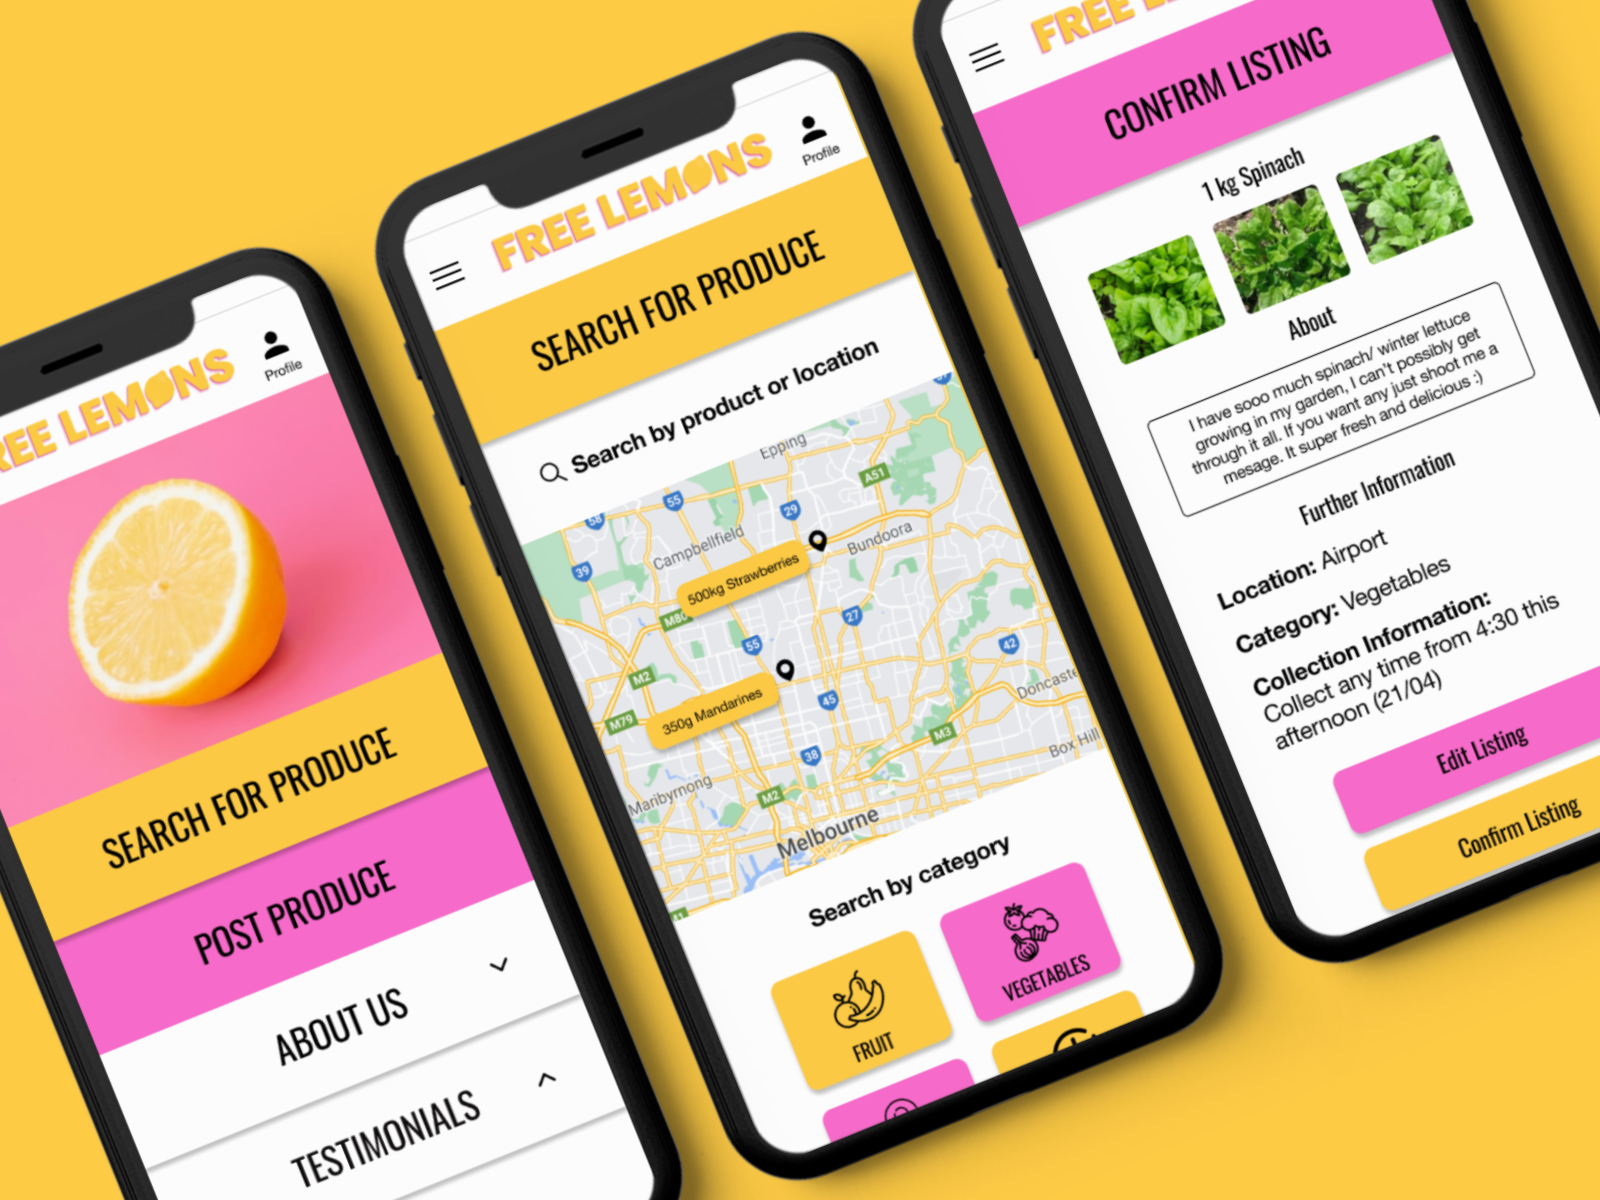 REE LEMONS
Profile
SEARCH FOR PRODUCE
POST PRODUCE
ABOUT US
TESTIMONIALS
FREE LEMONS
Profile
SEARCH FOR PRODUCE
Search by product or location
Epping
A51
55
58
29
Campbellfield
Bundoora
39
500kg Strawberries
M80
27
55
42
M2
Doncaste
350g Mandarines
45
M79
M3
38
Box Hill
Maribyrnong
M2
Melbourne
41
Search by category
FRUIT
VEGETABLES
FREE
CONFIRM LISTING
1 kg Spinach
About
I have sooo much spinach/ winter lettuce
growing in my garden, I can't possibly get
through it all. If you want any just shoot me a
mesage. It super fresh and delicious :)
Further Information
Location: Airport
Category: Vegetables
Collection Information:
Collect any time from 4:30 this
afternoon (21/04)
Edit Listing
Confirm Listing